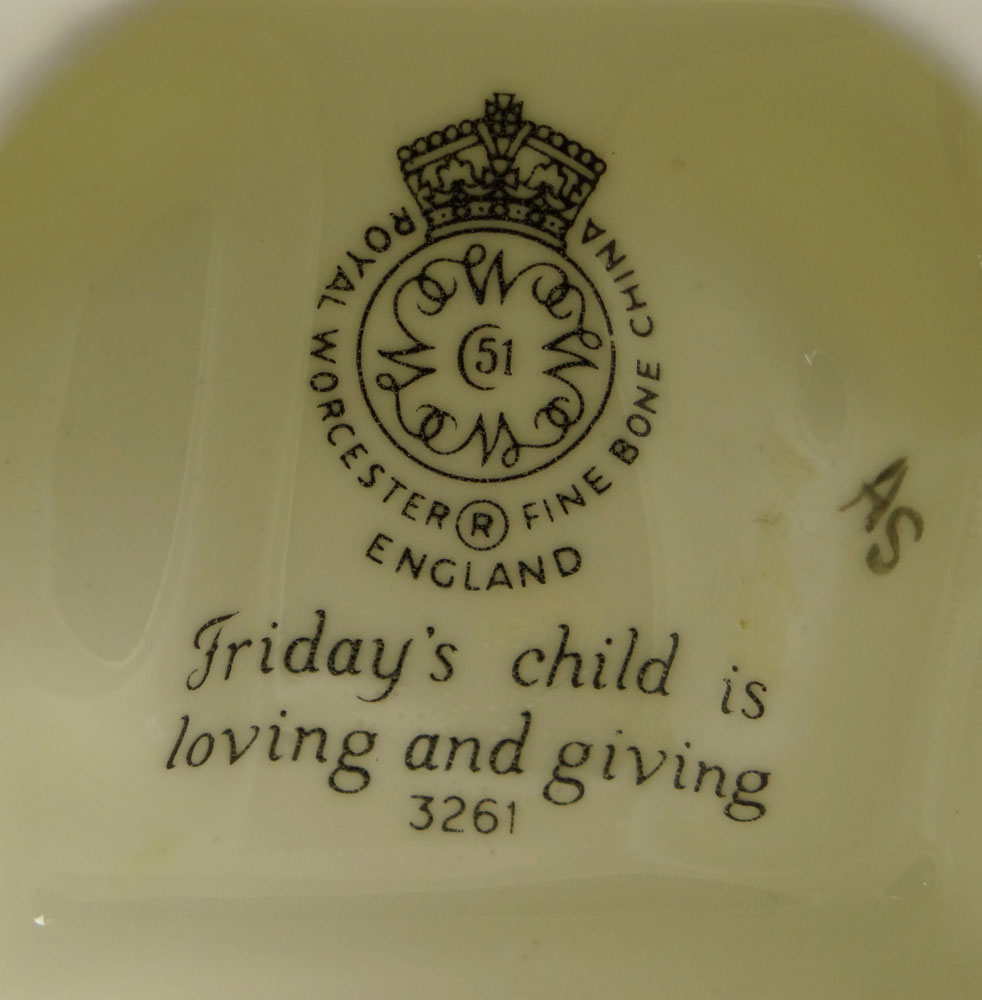 ROYAL WORCESTER ® FINE BONE CHINA
51
ENGLAND
Friday's child is
loving and giving
3261
AS